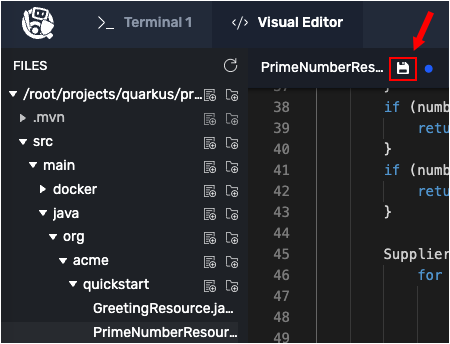 >_ Terminal 1
</> Visual Editor
FILES
PrimeNumberRes...
/root/projects/quarkus/pr...
.mvn
src
main
docker
java
org
acme
quickstart
GreetingResource.ja...
PrimeNumberResour...
37 }
38 if (numb
39 retu
40 }
41 if (numb
42 retu
43 }
44
45 Supplier
46 for
47
48
49